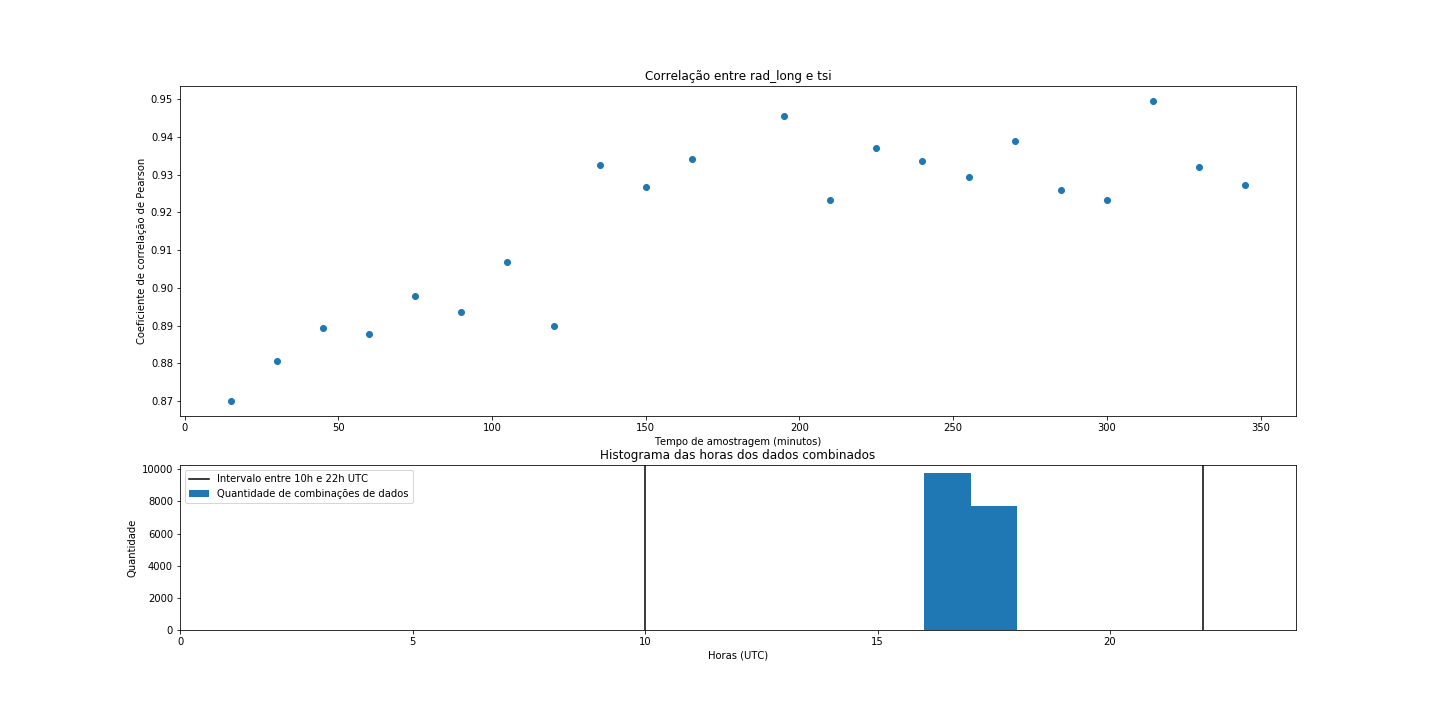 Correlação entre rad_long e tsi
Coeficiente de correlação de Pearson
0.95
0.94
0.93
0.92
0.91
0.90
0.89
0.88
0.87
0 50 100 150 200 250 300 350
Tempo de amostragem (minutos)
Histograma das horas dos dados combinados
Intervalo entre 10h e 22h UTC
Quantidade de combinações de dados
Quantidade
10000
8000
6000
4000
2000
0
0 5 10 15 20
Horas (UTC)